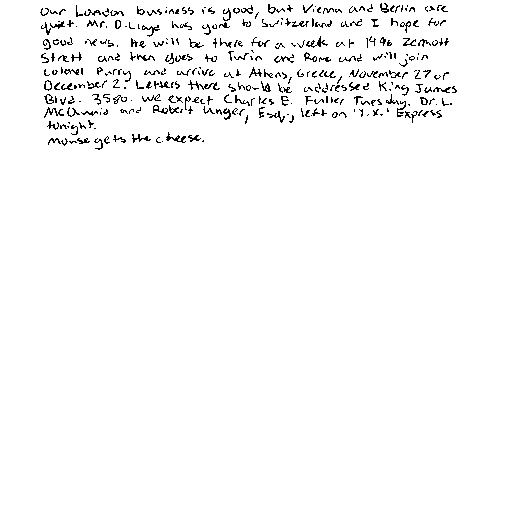 Our London business is good, but Vienna and Berlin are
quiet. Mr. D. Lloyd has gone to Switzerland and I hope for
good news. He will be there for a week at 1496 Zermott
Strett and then goes to Turin and Rome and will join
Colonel Parry and arrive at Athens, Greece, November 27 or
December 2. Letters there should be addressed King James
Blvd. 3580. We expect Charles E. Fuller Tuesday. Dr. L.
McQuaid and Robert Unger, Esq., left on 'Y.X.' Express
tonight.
Mouse gets the cheese.